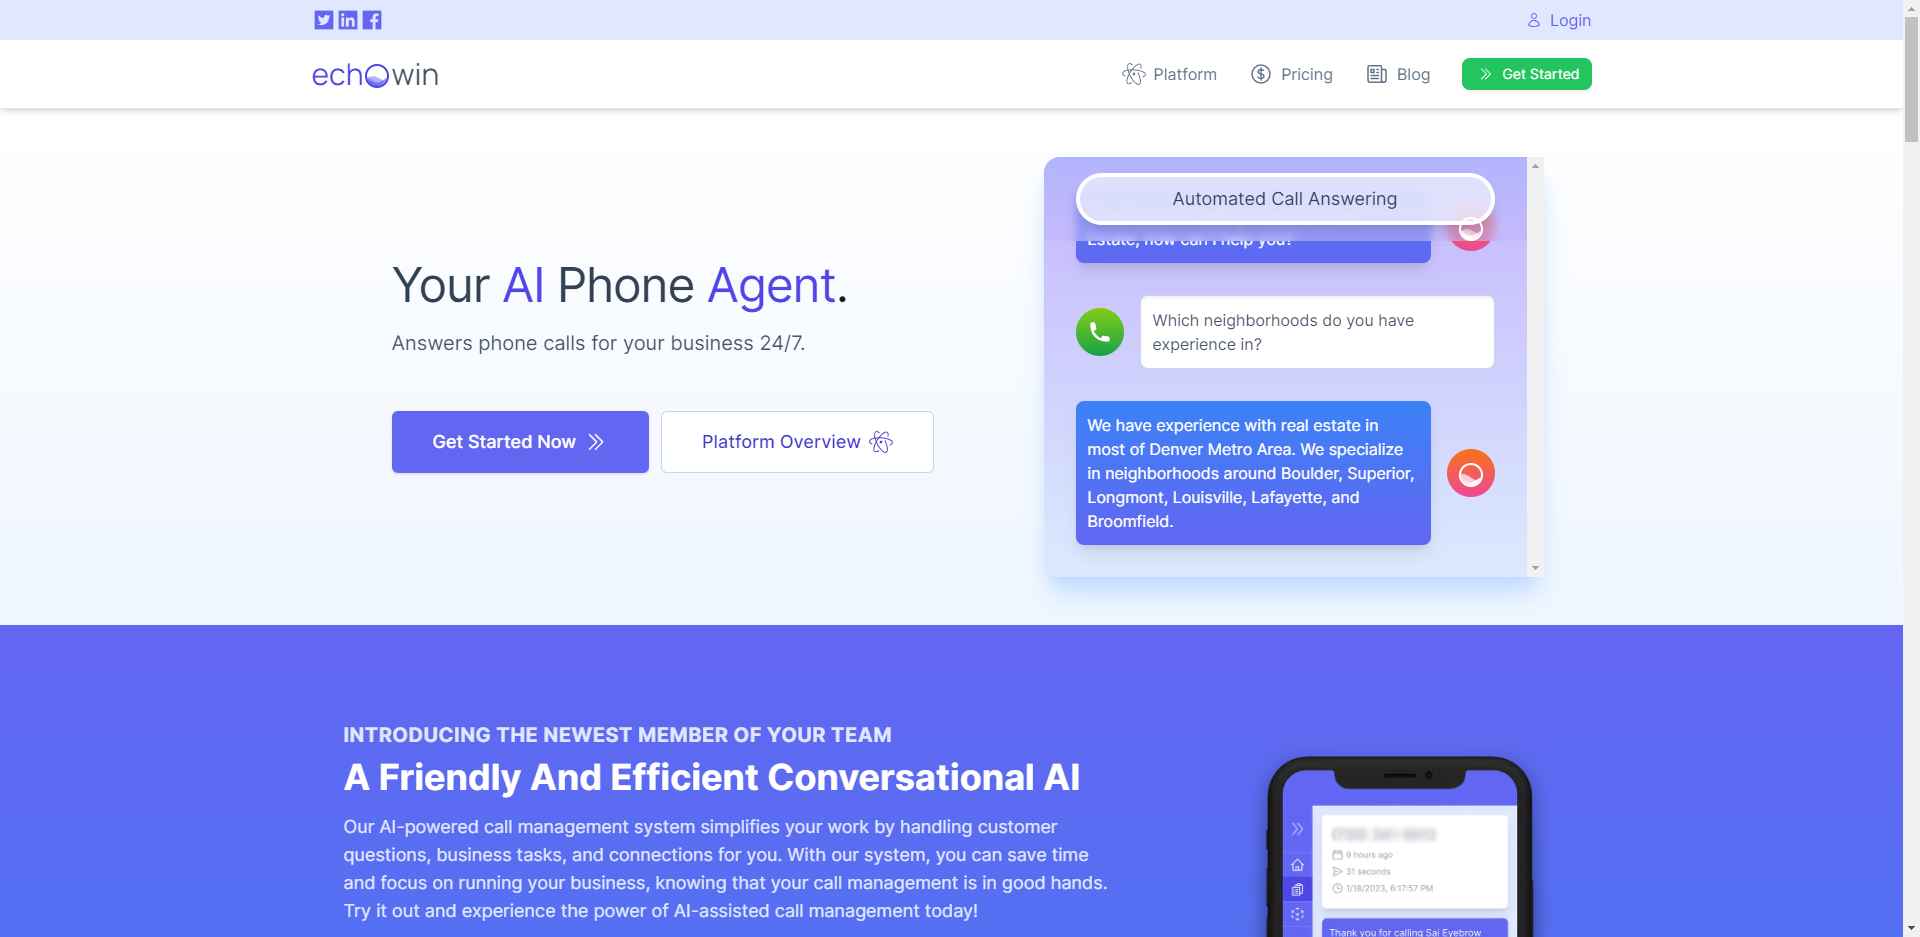 Login
echowin
Platform
Pricing
Blog
Get Started
Your AI Phone Agent.
Answers phone calls for your business 24/7.
Get Started Now
Platform Overview
Automated Call Answering
Estate, how can I help you?
Which neighborhoods do you have
experience in?
We have experience with real estate in
most of Denver Metro Area. We specialize
in neighborhoods around Boulder, Superior,
Longmont, Louisville, Lafayette, and
Broomfield.
INTRODUCING THE NEWEST MEMBER OF YOUR TEAM
A Friendly And Efficient Conversational AI
Our AI-powered call management system simplifies your work by handling customer
questions, business tasks, and connections for you. With our system, you can save time
and focus on running your business, knowing that your call management is in good hands.
Try it out and experience the power of AI-assisted call management today!
9 hours ago
31 seconds
1/18/2023, 6:17:57 PM
Thank you for calling Sai Eyebrow